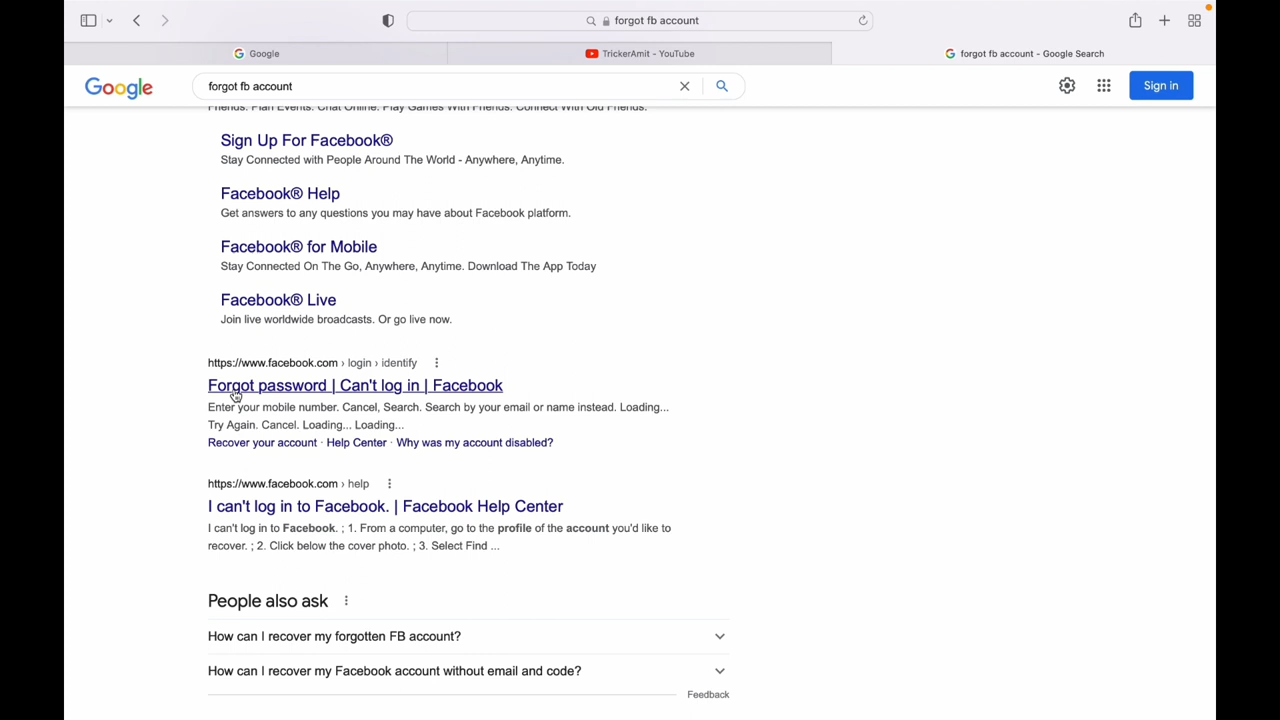 forgot fb account
Google
TrickerAmit - YouTube
forgot fb account - Google Search
Google
forgot fb account
Sign in
Friends. Plan Events. Chat Online. Play Games With Friends. Connect With Old Friends.
Sign Up For Facebook®
Stay Connected with People Around The World - Anywhere, Anytime.
Facebook® Help
Get answers to any questions you may have about Facebook platform.
Facebook® for Mobile
Stay Connected On The Go, Anywhere, Anytime. Download The App Today
Facebook® Live
Join live worldwide broadcasts. Or go live now.
https://www.facebook.com › login › identify
Forgot password | Can't log in | Facebook
Enter your mobile number. Cancel, Search. Search by your email or name instead. Loading...
Try Again. Cancel. Loading... Loading...
Recover your account · Help Center · Why was my account disabled?
https://www.facebook.com › help
I can't log in to Facebook. | Facebook Help Center
I can't log in to Facebook. ; 1. From a computer, go to the profile of the account you'd like to
recover. ; 2. Click below the cover photo. ; 3. Select Find ...
People also ask
How can I recover my forgotten FB account?
How can I recover my Facebook account without email and code?
Feedback